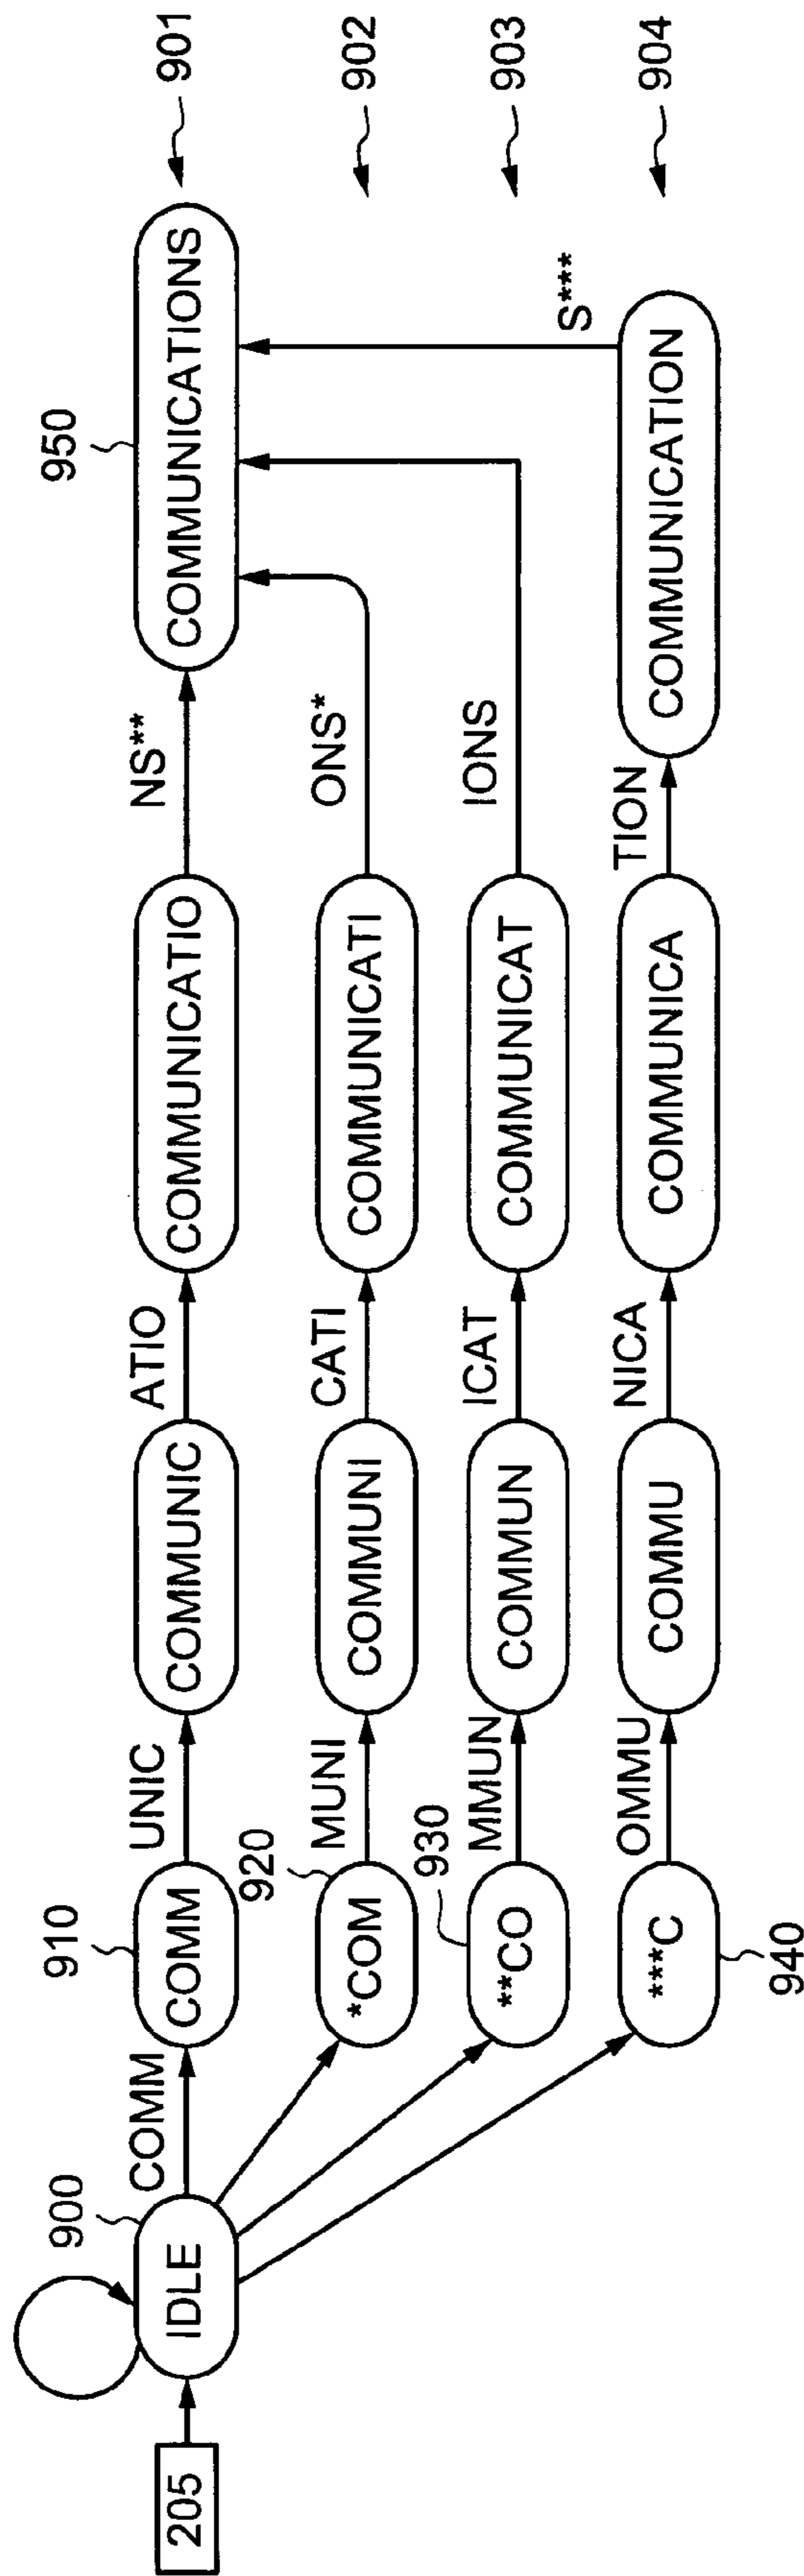 205
IDLE
900
COMM
COMM
910
UNIC
COMMUNIC
ATIO
COMMUNICATIO
NS**
COMMUNICATIONS
950
901
*COM
920
MUNI
COMMUNI
CATI
COMMUNICATI
ONS*
902
**CO
930
MMUN
COMMUN
ICAT
COMMUNICAT
IONS
903
***C
940
OMMU
COMMU
NICA
COMMUNICA
TION
COMMUNICATION
S***
904